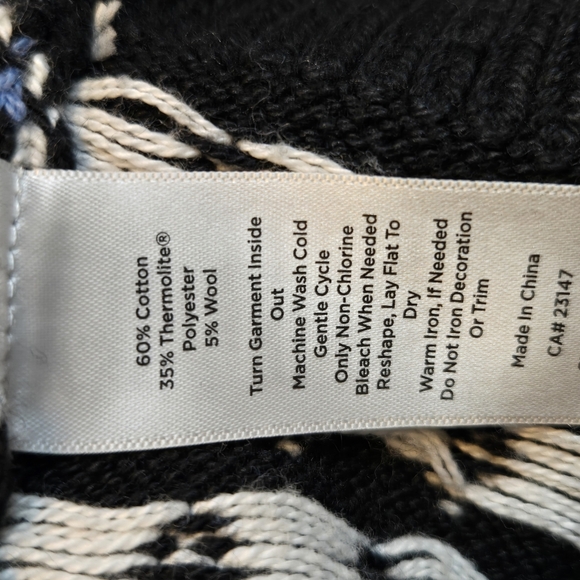 60% Cotton
35% Thermolite®
Polyester
5% Wool
Turn Garment Inside
Out
Machine Wash Cold
Gentle Cycle
Only Non-Chlorine
Bleach When Needed
Reshape, Lay Flat To
Dry
Warm Iron, If Needed
Do Not Iron Decoration
Or Trim
Made In China
CA# 23147